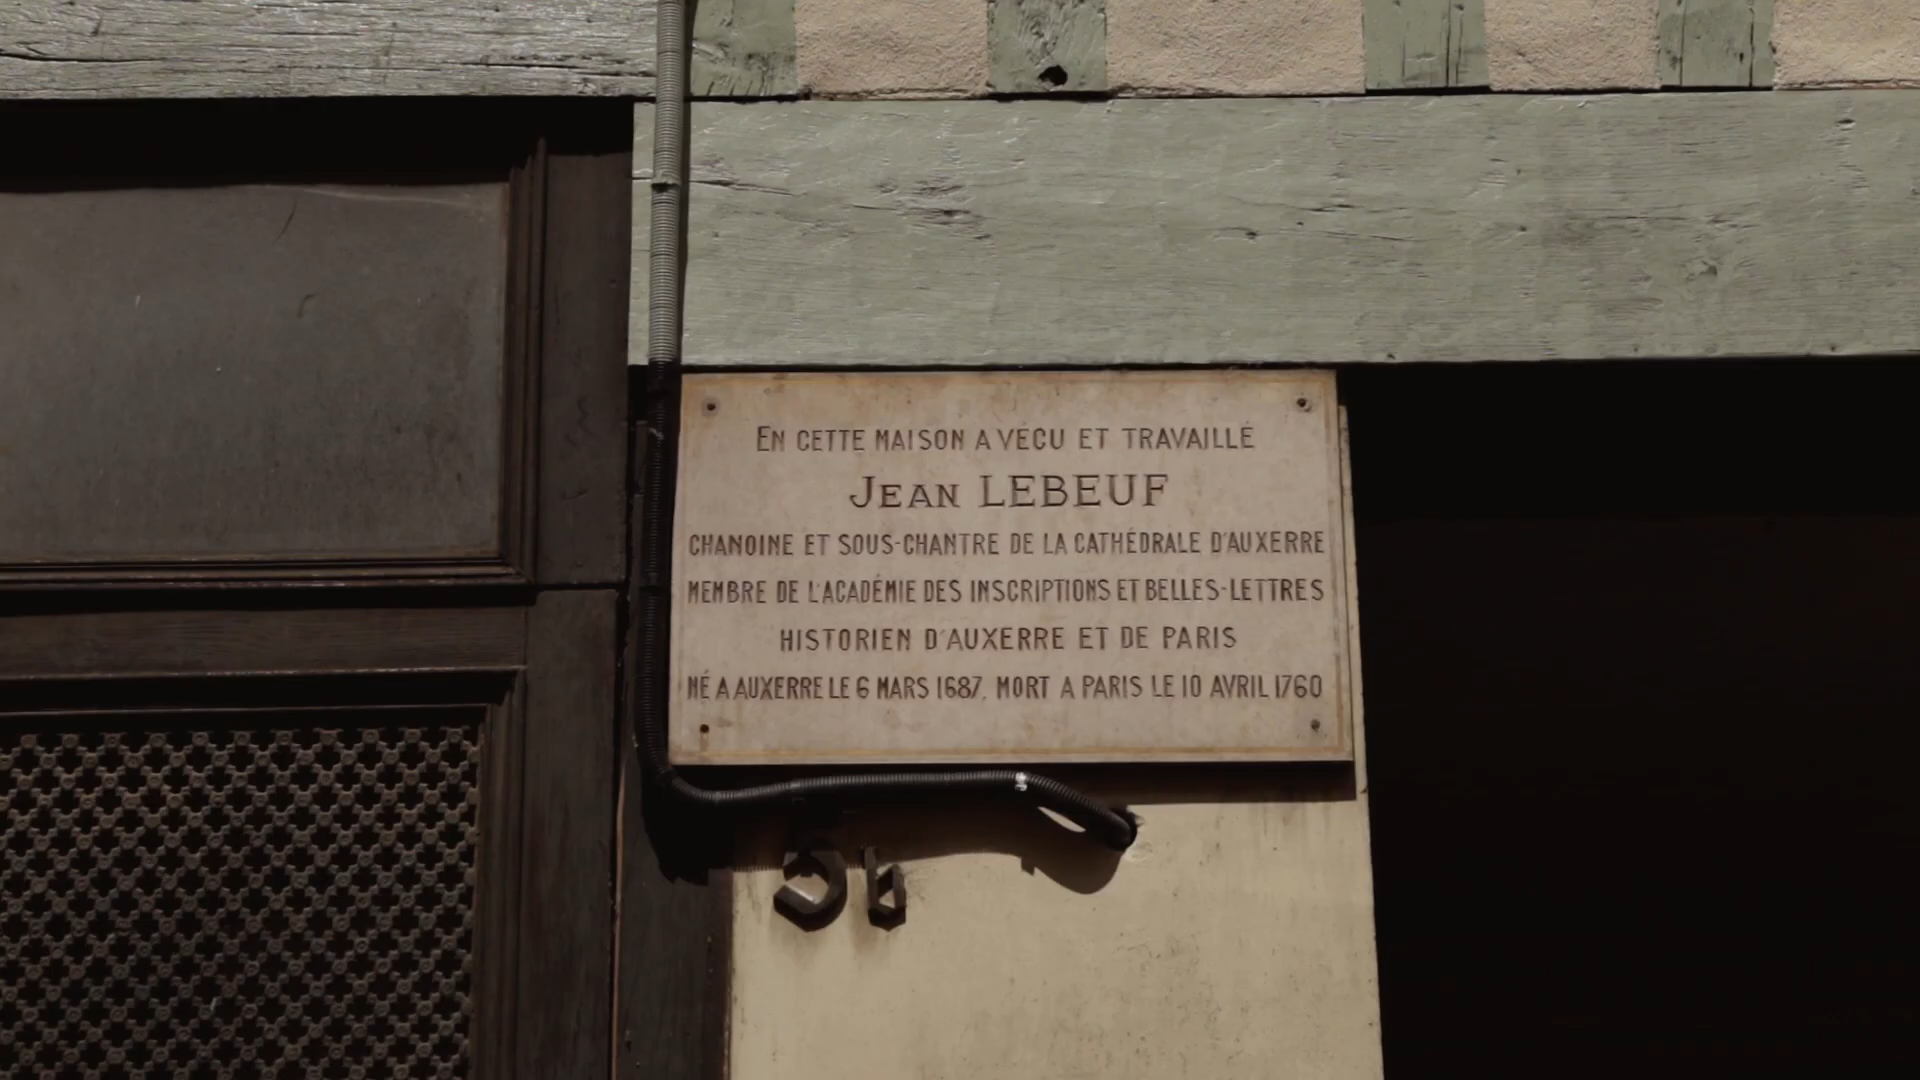 EN CETTE MAISON A VÉCU ET TRAVAILLÉ
JEAN LEBEUF
CHANOINE ET SOUS-CHANTRE DE LA CATHÉDRALE D'AUXERRE
MEMBRE DE L'ACADÉMIE DES INSCRIPTIONS ET BELLES-LETTRES
HISTORIEN D'AUXERRE ET DE PARIS
NÉ A AUXERRE LE 6 MARS 1687, MORT A PARIS LE 10 AVRIL 1760
5b